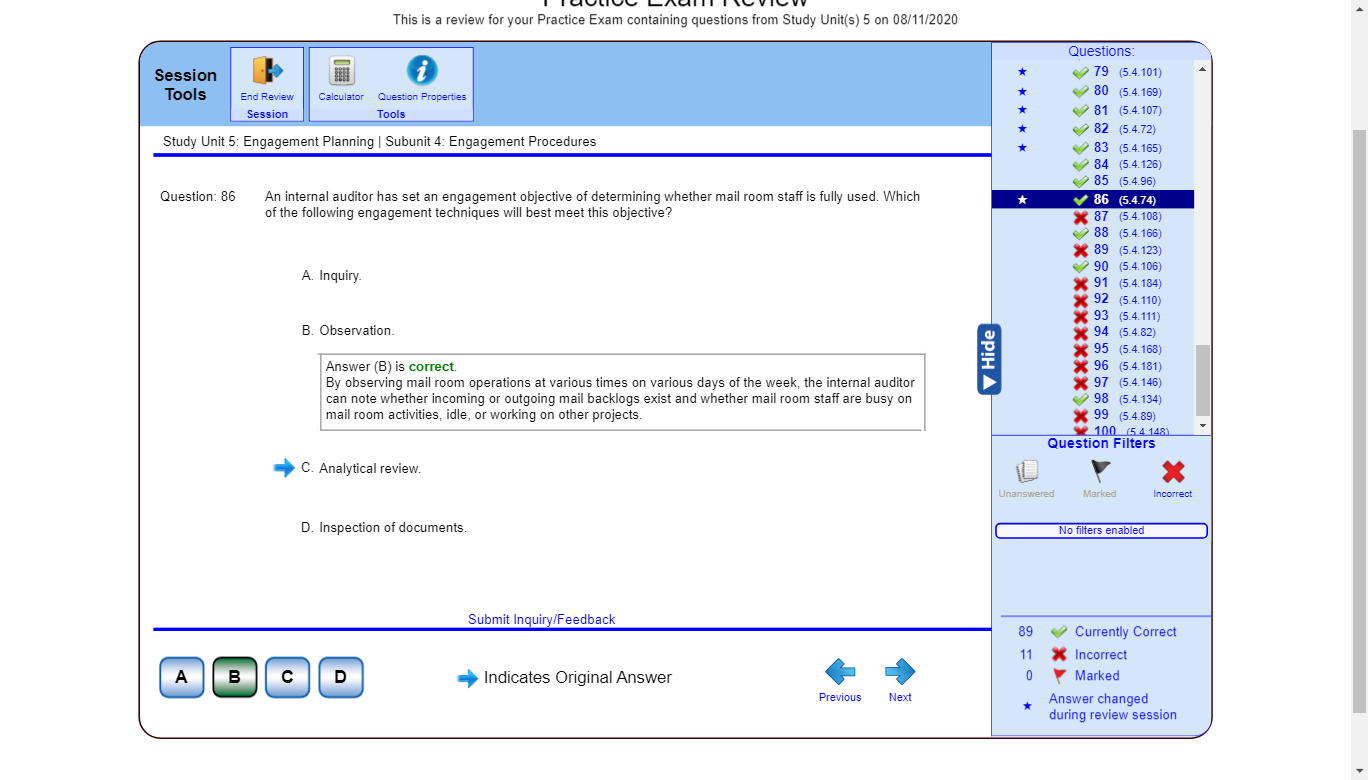 Practice Exam Review
This is a review for your Practice Exam containing questions from Study Unit(s) 5 on 08/11/2020
Session
Tools
End Review
Session
Calculator
Question Properties
Tools
Study Unit 5: Engagement Planning | Subunit 4: Engagement Procedures
Question: 86
An internal auditor has set an engagement objective of determining whether mail room staff is fully used. Which
of the following engagement techniques will best meet this objective?
A. Inquiry.
B. Observation.
Answer (B) is correct.
By observing mail room operations at various times on various days of the week, the internal auditor
can note whether incoming or outgoing mail backlogs exist and whether mail room staff are busy on
mail room activities, idle, or working on other projects.
C. Analytical review.
D. Inspection of documents.
Submit Inquiry/Feedback
A B C D
Indicates Original Answer
Previous
Next
Questions:
79 (5.4.101)
80 (5.4.169)
81 (5.4.107)
82 (5.4.72)
83 (5.4.165)
84 (5.4.126)
85 (5.4.96)
86 (5.4.74)
87 (5.4.108)
88 (5.4.166)
89 (5.4.123)
90 (5.4.106)
91 (5.4.184)
92 (5.4.110)
93 (5.4.111)
94 (5.4.82)
95 (5.4.168)
96 (5.4.181)
97 (5.4.146)
98 (5.4.134)
99 (5.4.89)
100 (5.4.148)
Hide
Question Filters
Unanswered
Marked
Incorrect
No filters enabled
89 Currently Correct
11 Incorrect
0 Marked
Answer changed
during review session